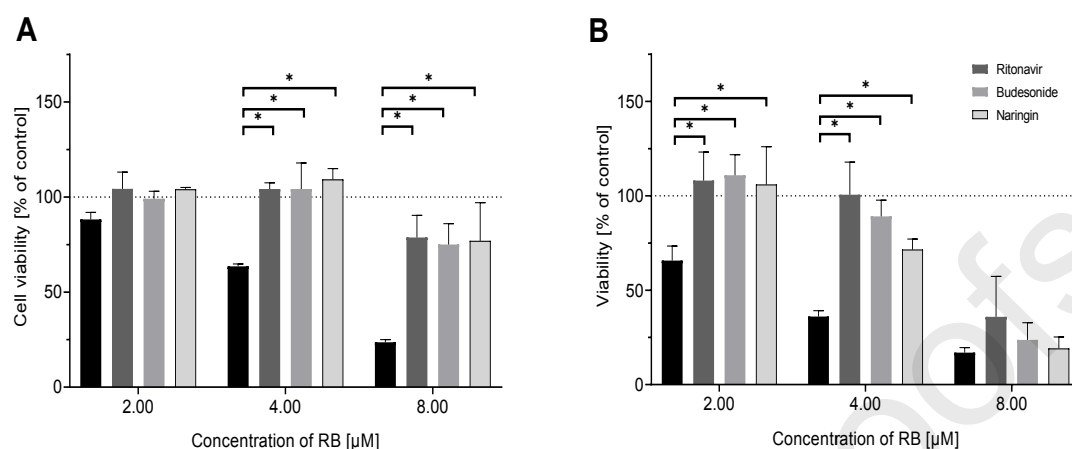 A
B
Cell viability [% of control]
150
100
50
0
* * *
* * *
2.00 4.00 8.00
Concentration of RB [µM]
Viability [% of control]
150
100
50
0
* * *
* * *
Ritonavir
Budesonide
Naringin
2.00 4.00 8.00
Concentration of RB [µM]